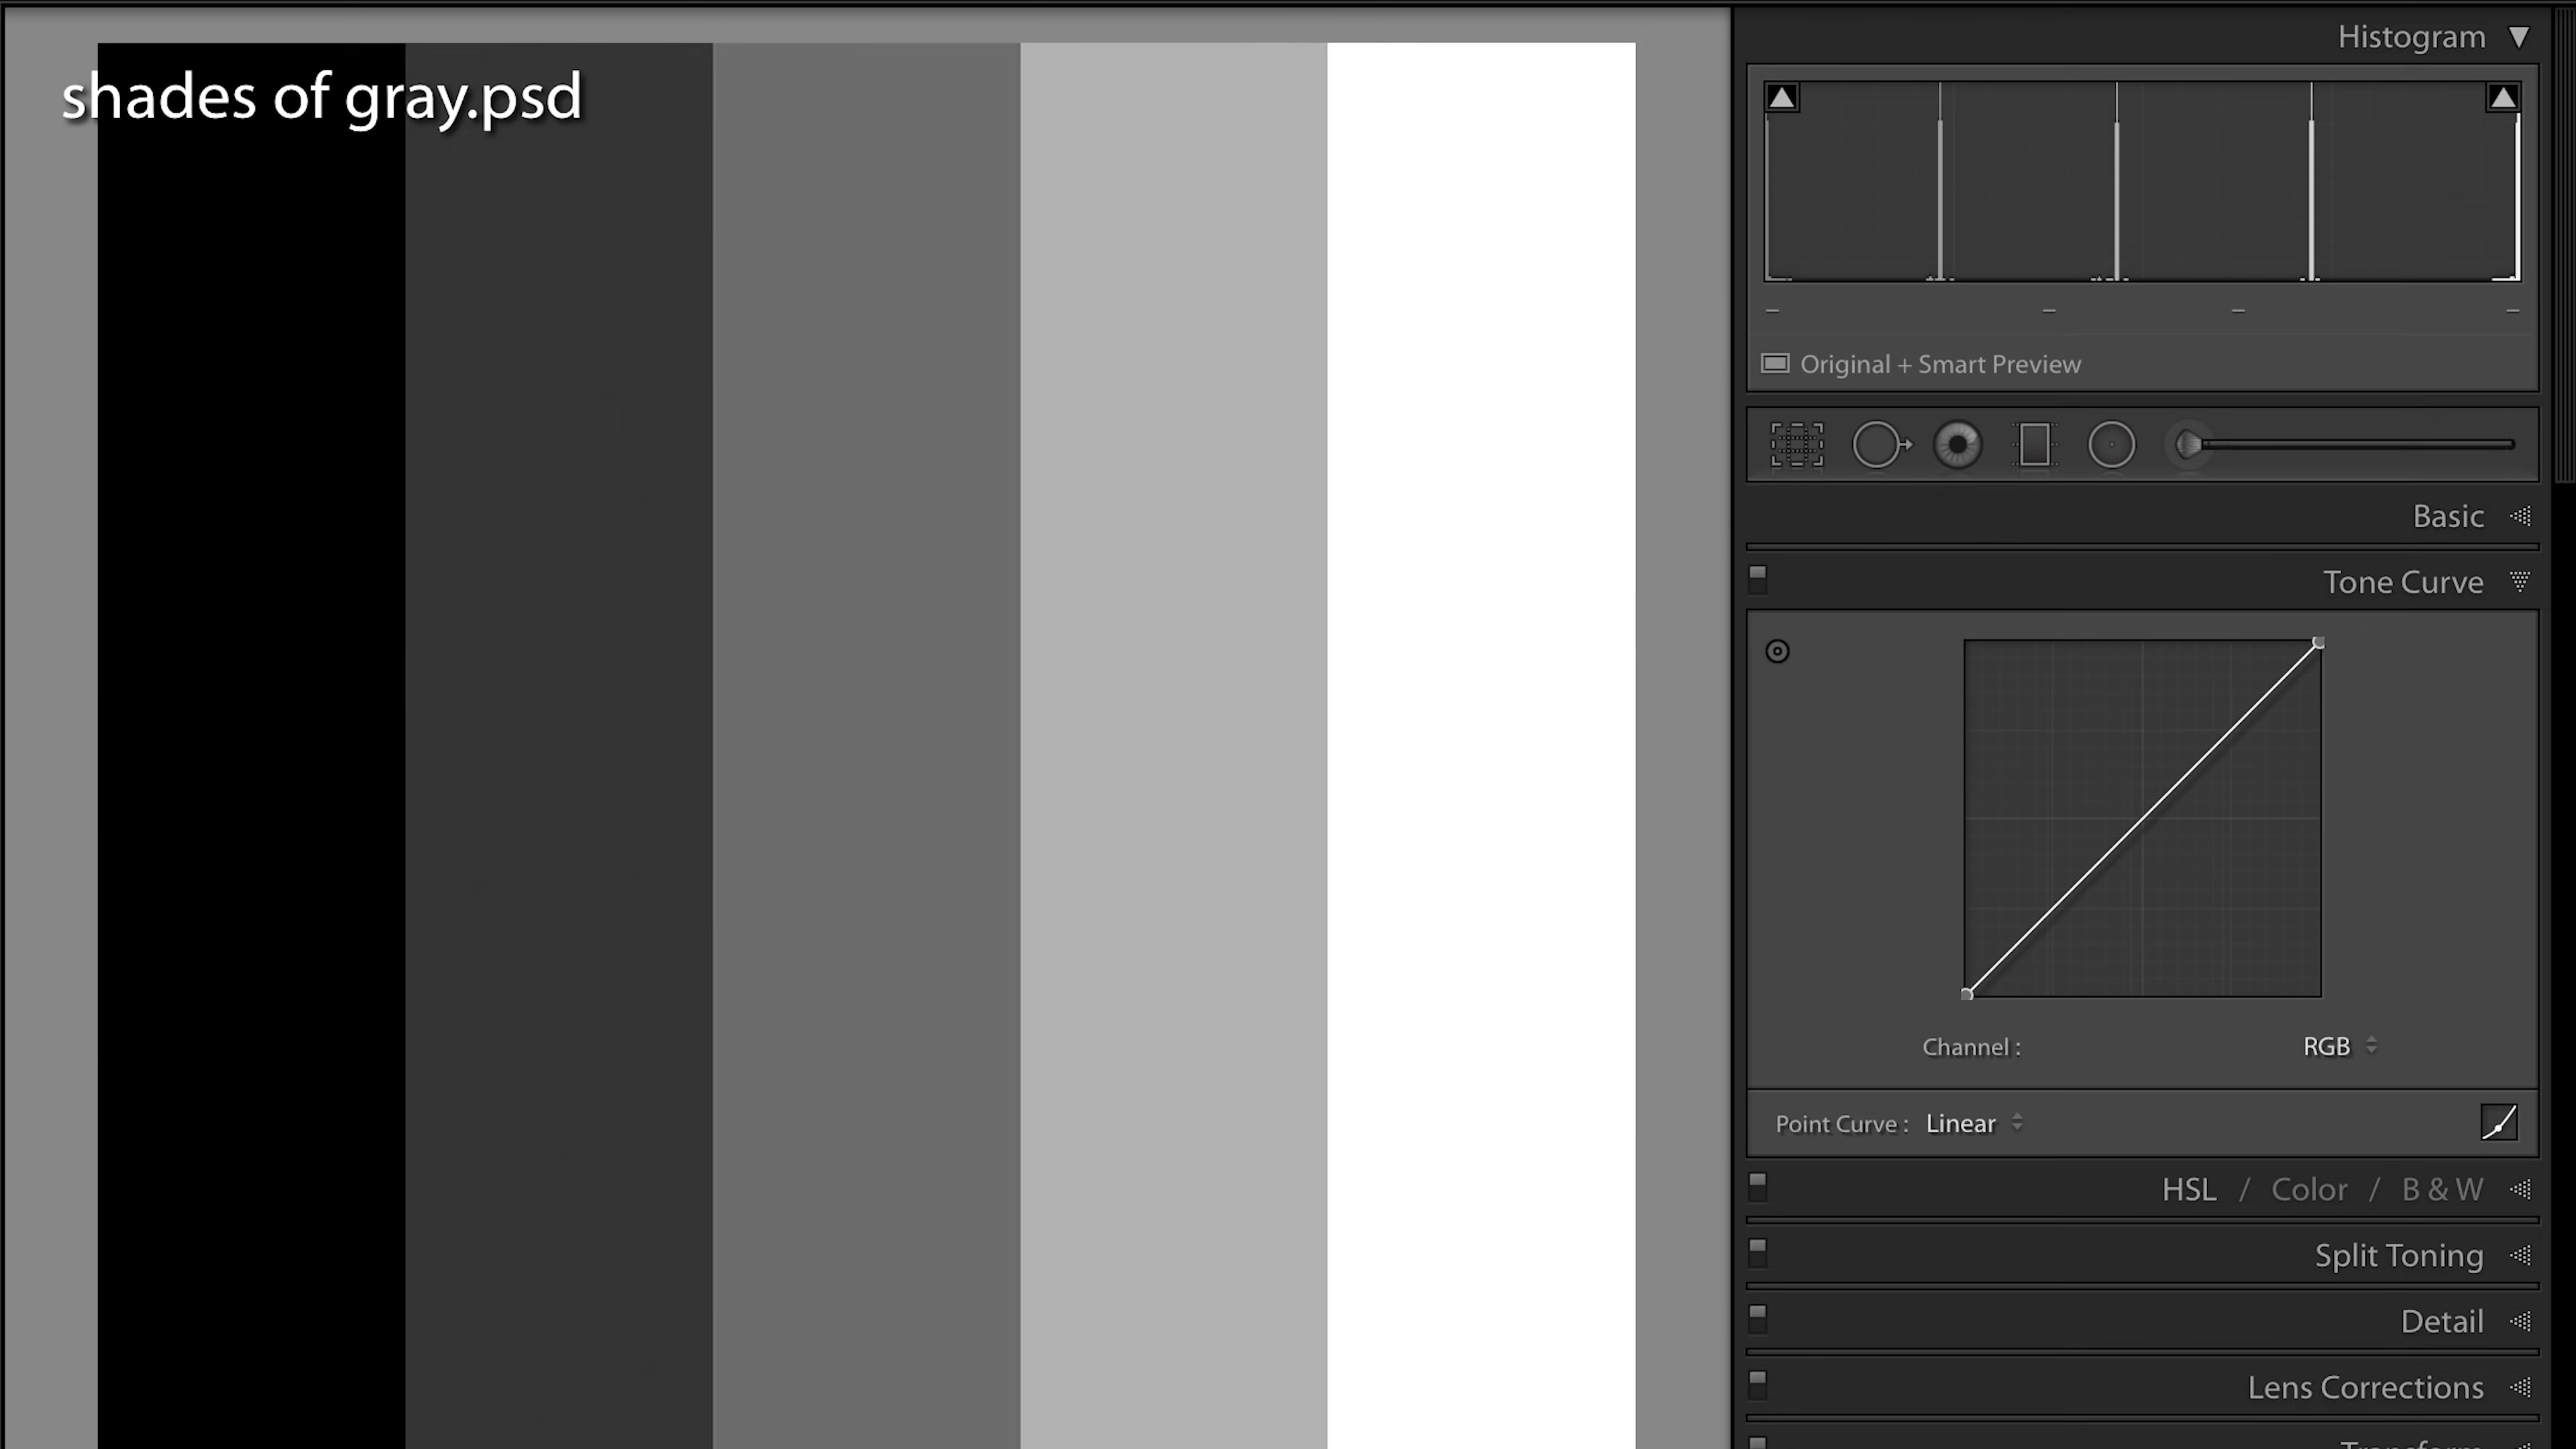 shades of gray.psd
Histogram
Original + Smart Preview
Basic
Tone Curve
Channel : RGB
Point Curve : Linear
HSL / Color / B & W
Split Toning
Detail
Lens Corrections
Transform